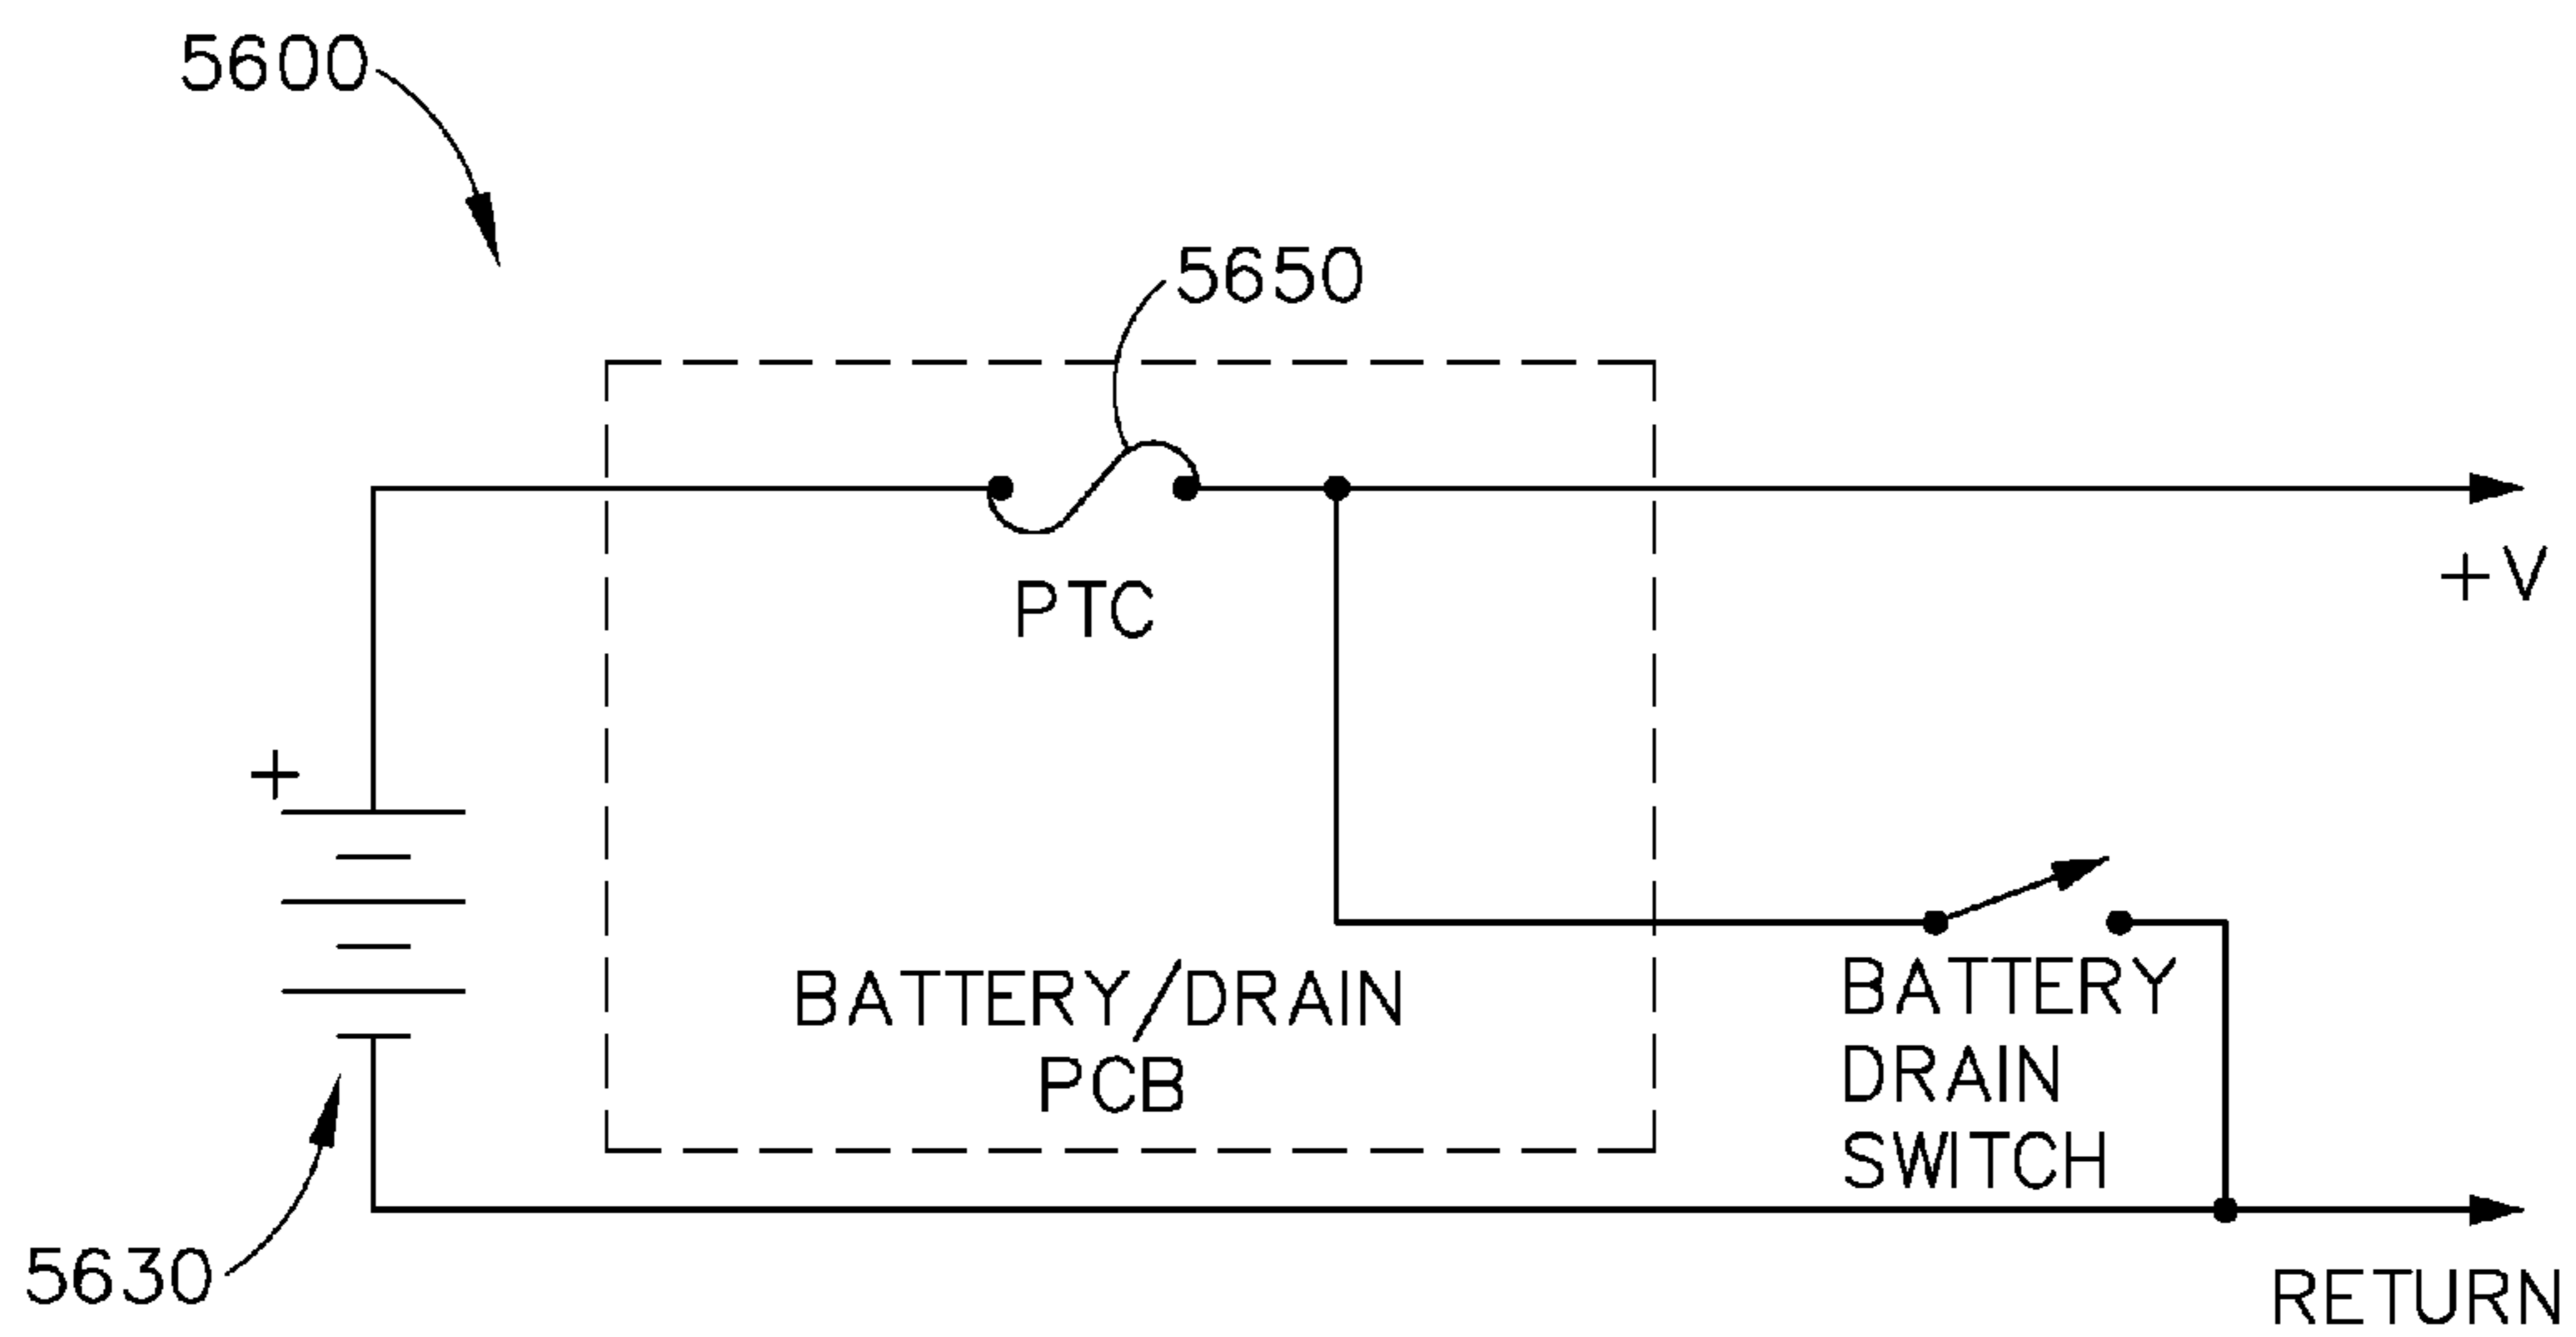 5600
5650
PTC
+V
+
BATTERY/DRAIN
PCB
BATTERY
DRAIN
SWITCH
5630
RETURN